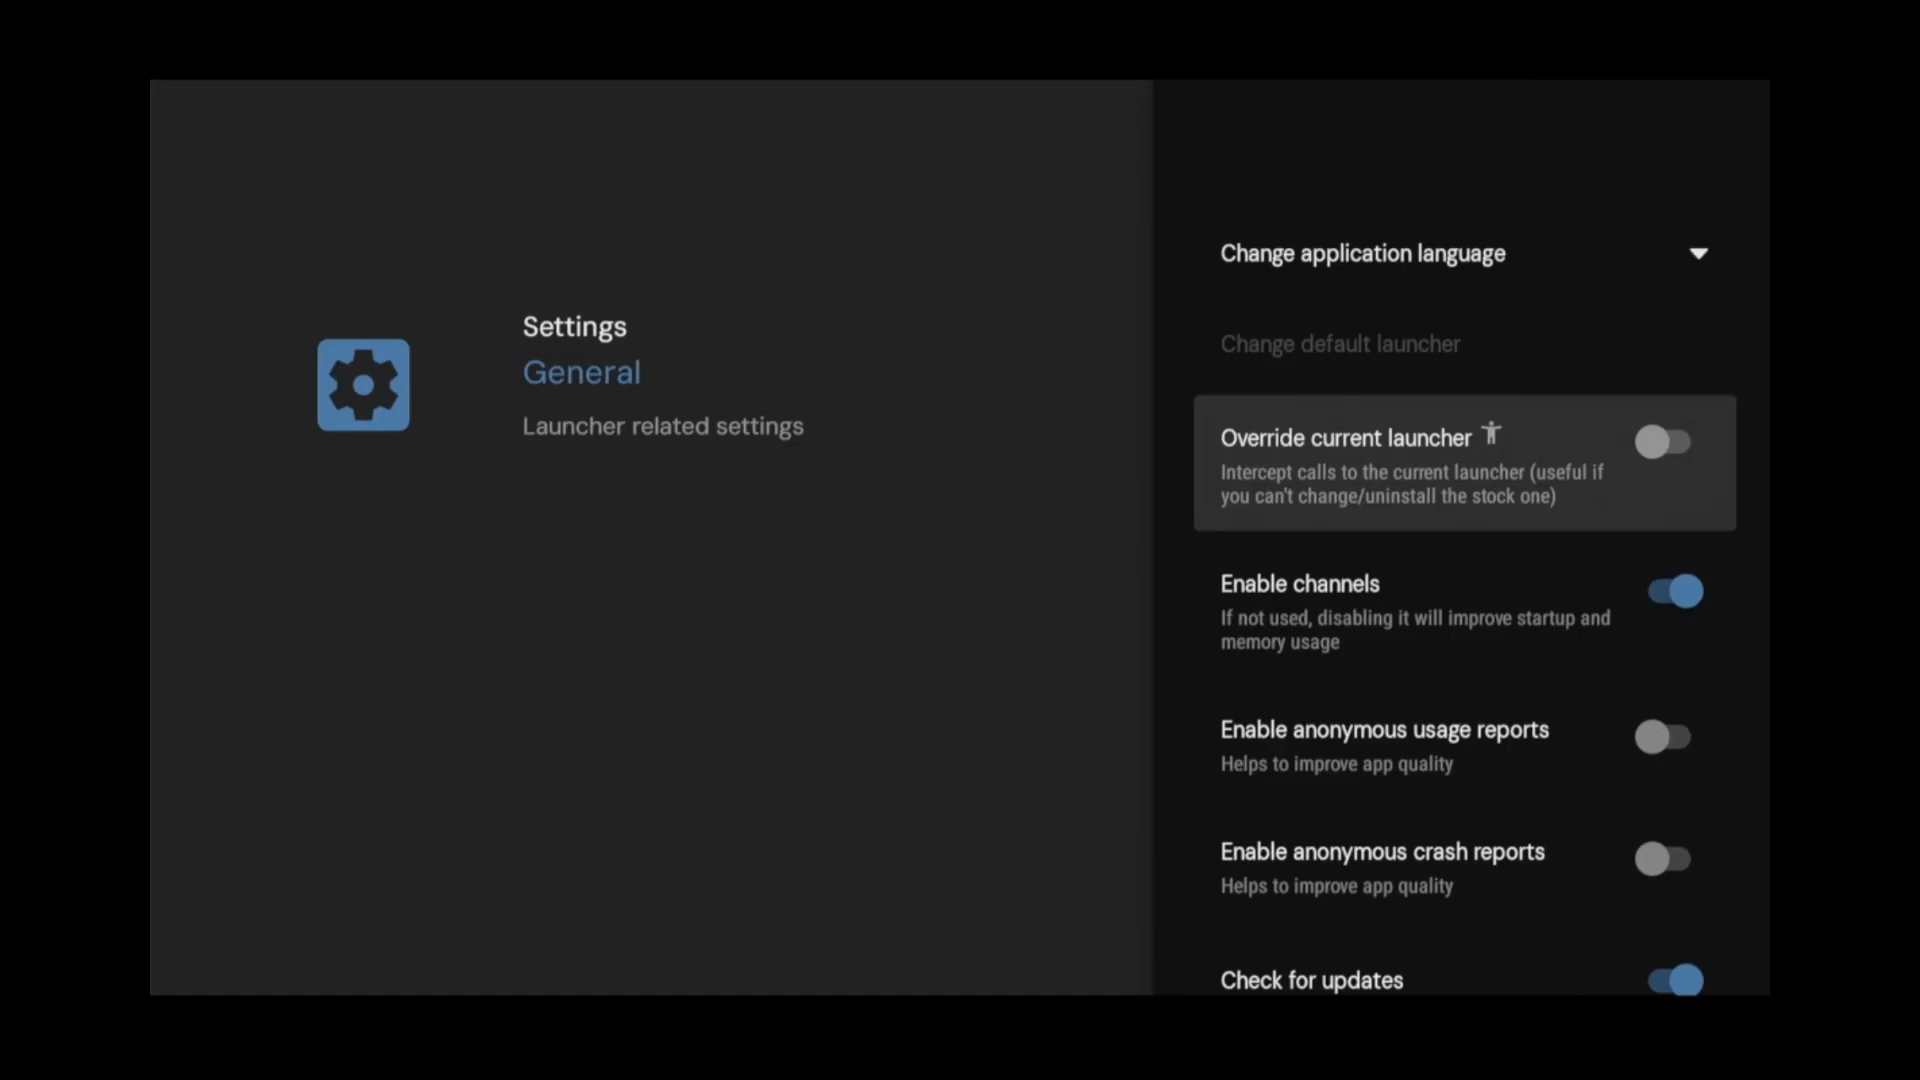 Settings
General
Launcher related settings
Change application language
Change default launcher
Override current launcher
Intercept calls to the current launcher (useful if
you can't change/uninstall the stock one)
Enable channels
If not used, disabling it will improve startup and
memory usage
Enable anonymous usage reports
Helps to improve app quality
Enable anonymous crash reports
Helps to improve app quality
Check for updates